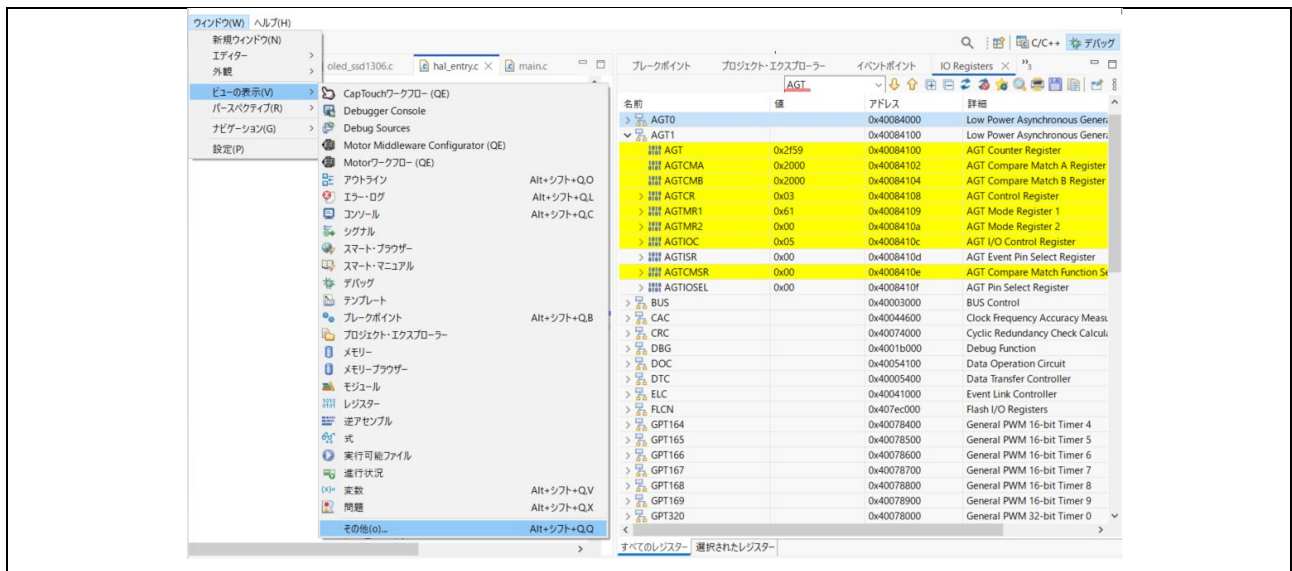 ウィンドウ(W) ヘルプ(H)
新規ウィンドウ(N)
エディター
外観
ビューの表示(V)
パースペクティブ(R)
ナビゲーション(G)
設定(P)
oled_ssd1306.c hal_entry.c main.c
CapTouchワークフロー (QE)
Debugger Console
Debug Sources
Motor Middleware Configurator (QE)
Motorワークフロー (QE)
アウトライン Alt+シフト+Q,O
エラー・ログ Alt+シフト+Q,L
コンソール Alt+シフト+Q,C
シグナル
スマート・ブラウザー
スマート・マニュアル
デバッグ
テンプレート
ブレークポイント Alt+シフト+Q,B
プロジェクト・エクスプローラー
メモリー
メモリーブラウザー
モジュール
レジスター
逆アセンブル
式
実行可能ファイル
進行状況
変数 Alt+シフト+Q,V
問題 Alt+シフト+Q,X
その他(o)... Alt+シフト+Q,Q
C/C++ デバッグ
ブレークポイント プロジェクト・エクスプローラー イベントポイント IO Registers 3
AGT
名前 値 アドレス 詳細
AGT0 0x40084000 Low Power Asynchronous Genera
AGT1 0x40084100 Low Power Asynchronous Genera
AGT 0x2f59 0x40084100 AGT Counter Register
AGTCMA 0x2000 0x40084102 AGT Compare Match A Register
AGTCMB 0x2000 0x40084104 AGT Compare Match B Register
AGTCR 0x03 0x40084108 AGT Control Register
AGTMR1 0x61 0x40084109 AGT Mode Register 1
AGTMR2 0x00 0x4008410a AGT Mode Register 2
AGTIOC 0x05 0x4008410c AGT I/O Control Register
AGTISR 0x00 0x4008410d AGT Event Pin Select Register
AGTCMSR 0x00 0x4008410e AGT Compare Match Function Se
AGTIOSEL 0x00 0x4008410f AGT Pin Select Register
BUS 0x40003000 BUS Control
CAC 0x40044600 Clock Frequency Accuracy Measu
CRC 0x40074000 Cyclic Redundancy Check Calcula
DBG 0x4001b000 Debug Function
DOC 0x40054100 Data Operation Circuit
DTC 0x40005400 Data Transfer Controller
ELC 0x40041000 Event Link Controller
FLCN 0x407ec000 Flash I/O Registers
GPT164 0x40078400 General PWM 16-bit Timer 4
GPT165 0x40078500 General PWM 16-bit Timer 5
GPT166 0x40078600 General PWM 16-bit Timer 6
GPT167 0x40078700 General PWM 16-bit Timer 7
GPT168 0x40078800 General PWM 16-bit Timer 8
GPT169 0x40078900 General PWM 16-bit Timer 9
GPT320 0x40078000 General PWM 32-bit Timer 0
すべてのレジスター 選択されたレジスター